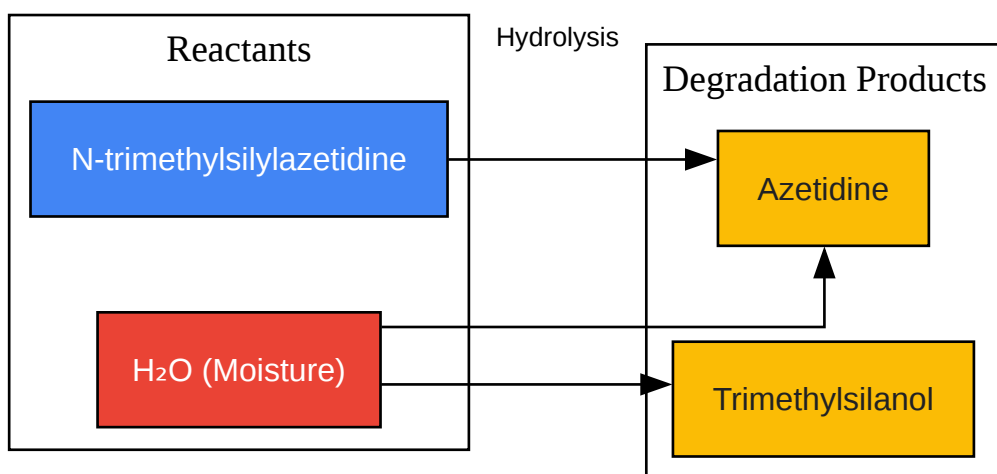 Reactants
Hydrolysis
Degradation Products
N-trimethylsilylazetidine
Azetidine
H₂O (Moisture)
Trimethylsilanol